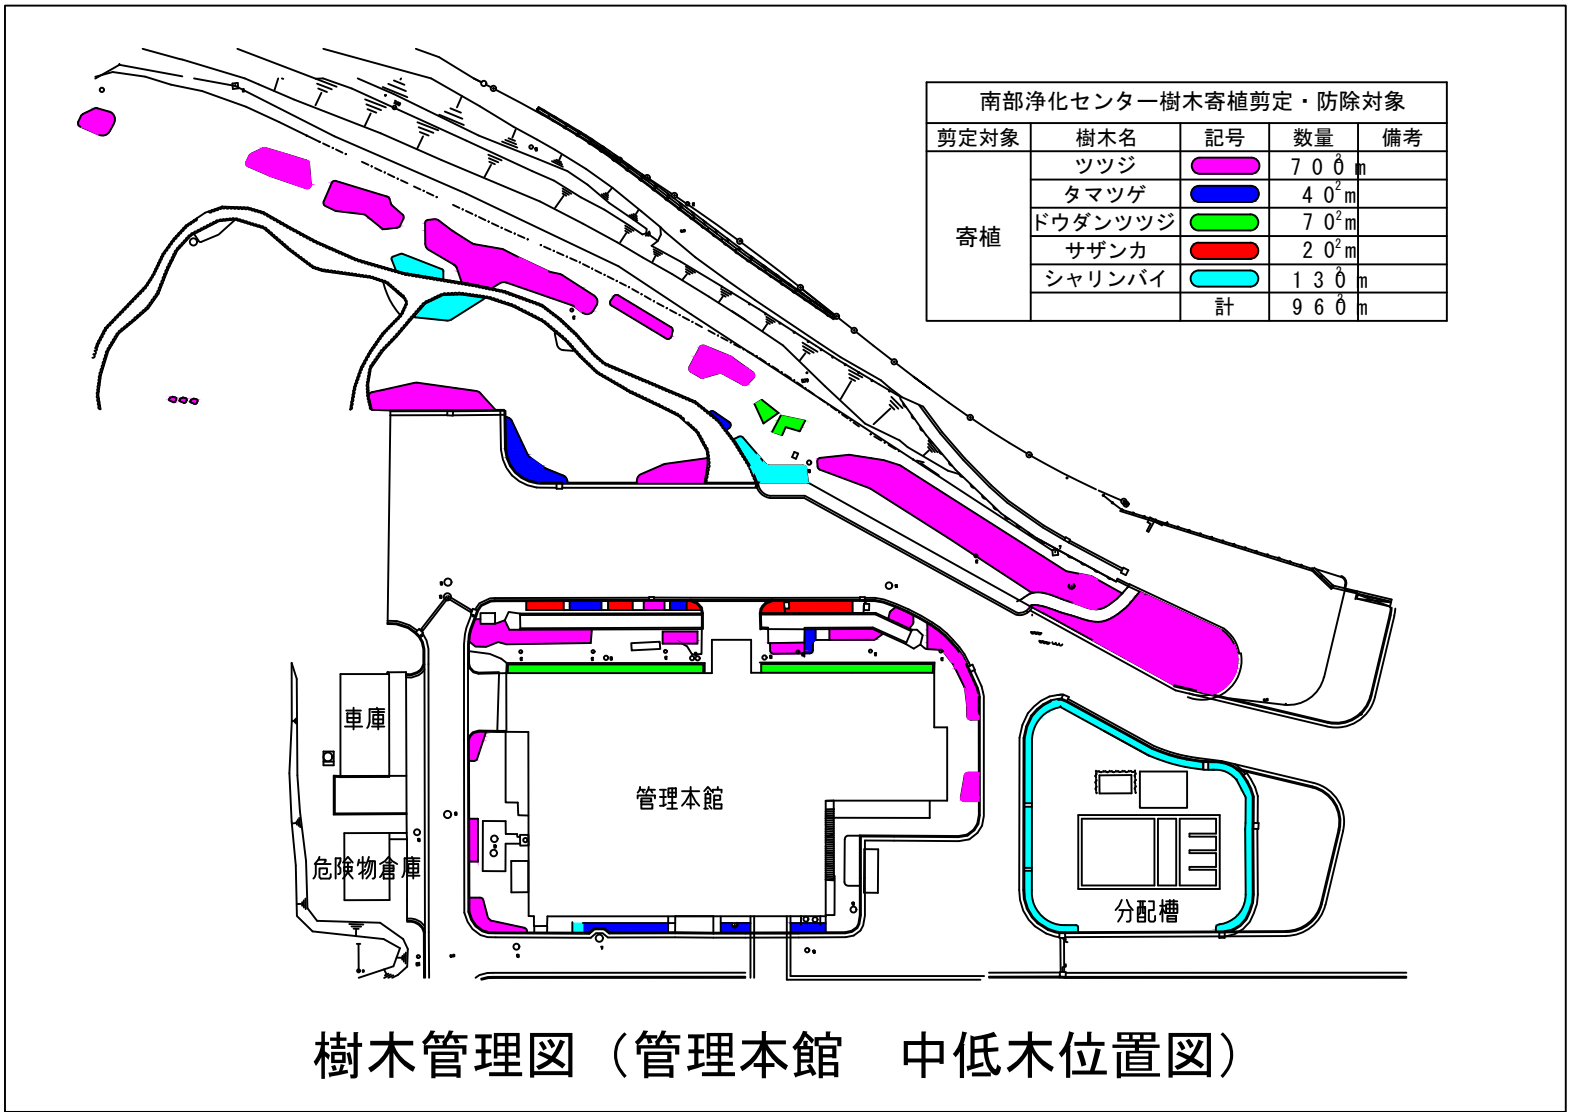 南部浄化センター樹木寄植剪定・防除対象
剪定対象 樹木名 記号 数量 備考
寄植
ツツジ 700㎡
タマツゲ 40㎡
ドウダンツツジ 70㎡
サザンカ 20㎡
シャリンバイ 130㎡
計 960㎡
車庫
管理本館
危険物倉庫
分配槽
樹木管理図（管理本館　中低木位置図）